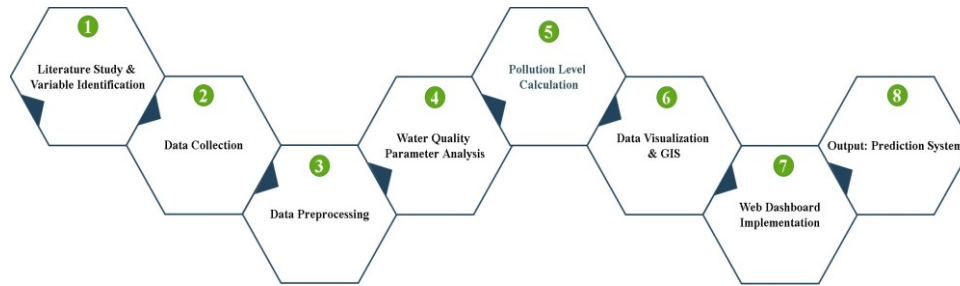 1
Literature Study &
Variable Identification
2
Data Collection
3
Data Preprocessing
4
Water Quality
Parameter Analysis
5
Pollution Level
Calculation
6
Data Visualization
& GIS
7
Web Dashboard
Implementation
8
Output: Prediction System